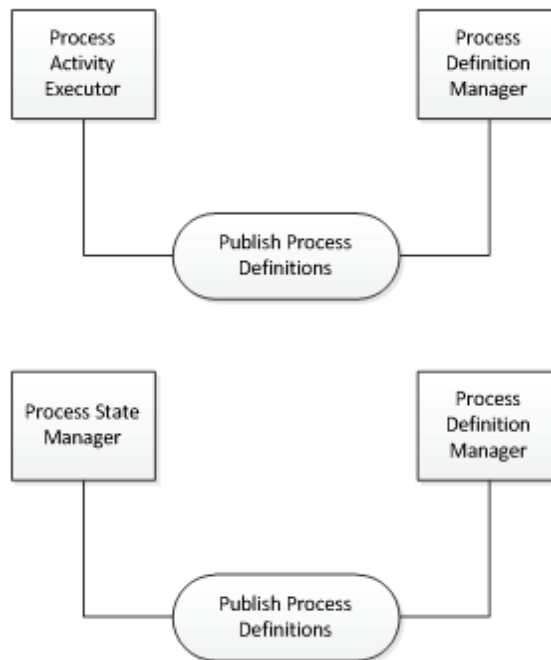 Process
Activity
Executor
Process
Definition
Manager
Publish Process
Definitions
Process State
Manager
Process
Definition
Manager
Publish Process
Definitions